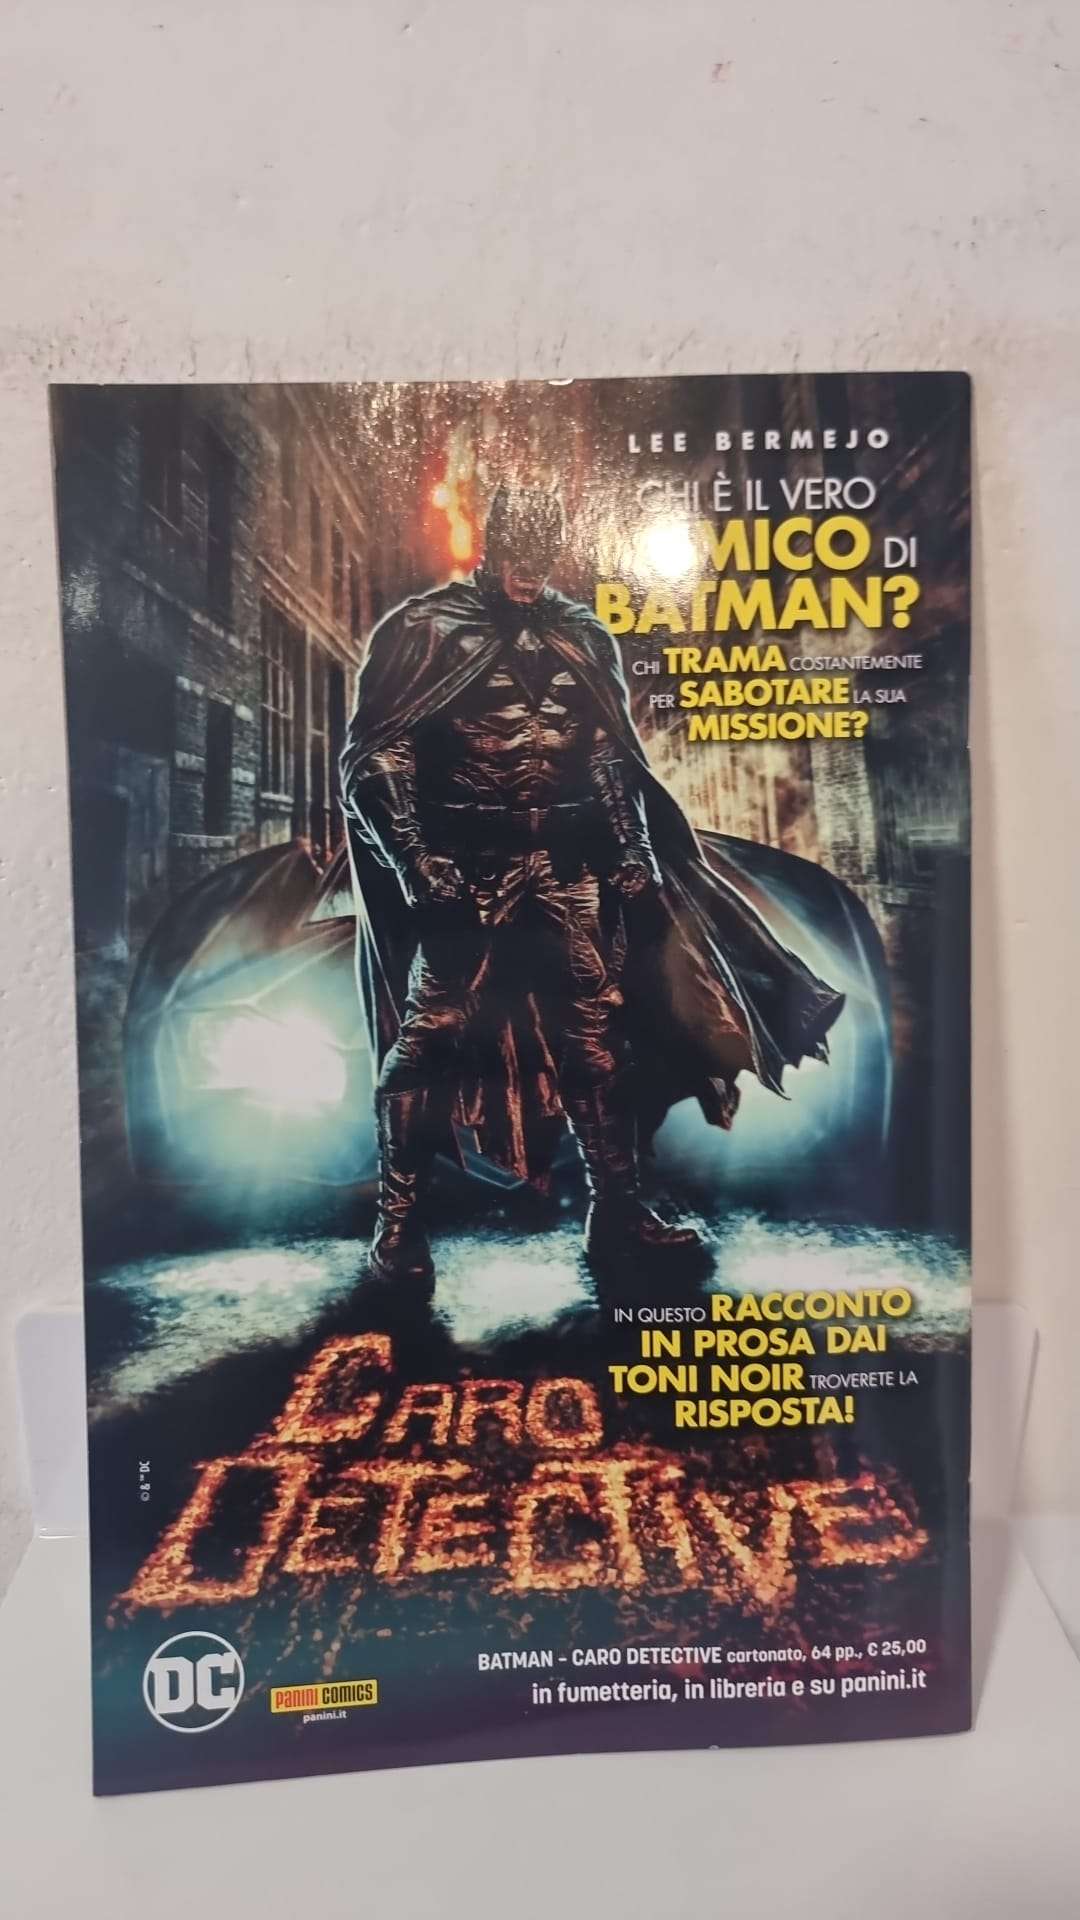 LEE BERMEJO
CHI È IL VERO
DI
BATMAN?
CHI TRAMA COSTANTEMENTE
PER SABOTARE LA SUA
MISSIONE?
IN QUESTO RACCONTO
IN PROSA DAI
TONI NOIR TROVERETE LA
RISPOSTA!
CARO
DETECTIVE
© & ™ DC
BATMAN - CARO DETECTIVE cartonato, 64 pp., € 25,00
in fumetteria, in libreria e su panini.it
DC
PANINI COMICS
panini.it